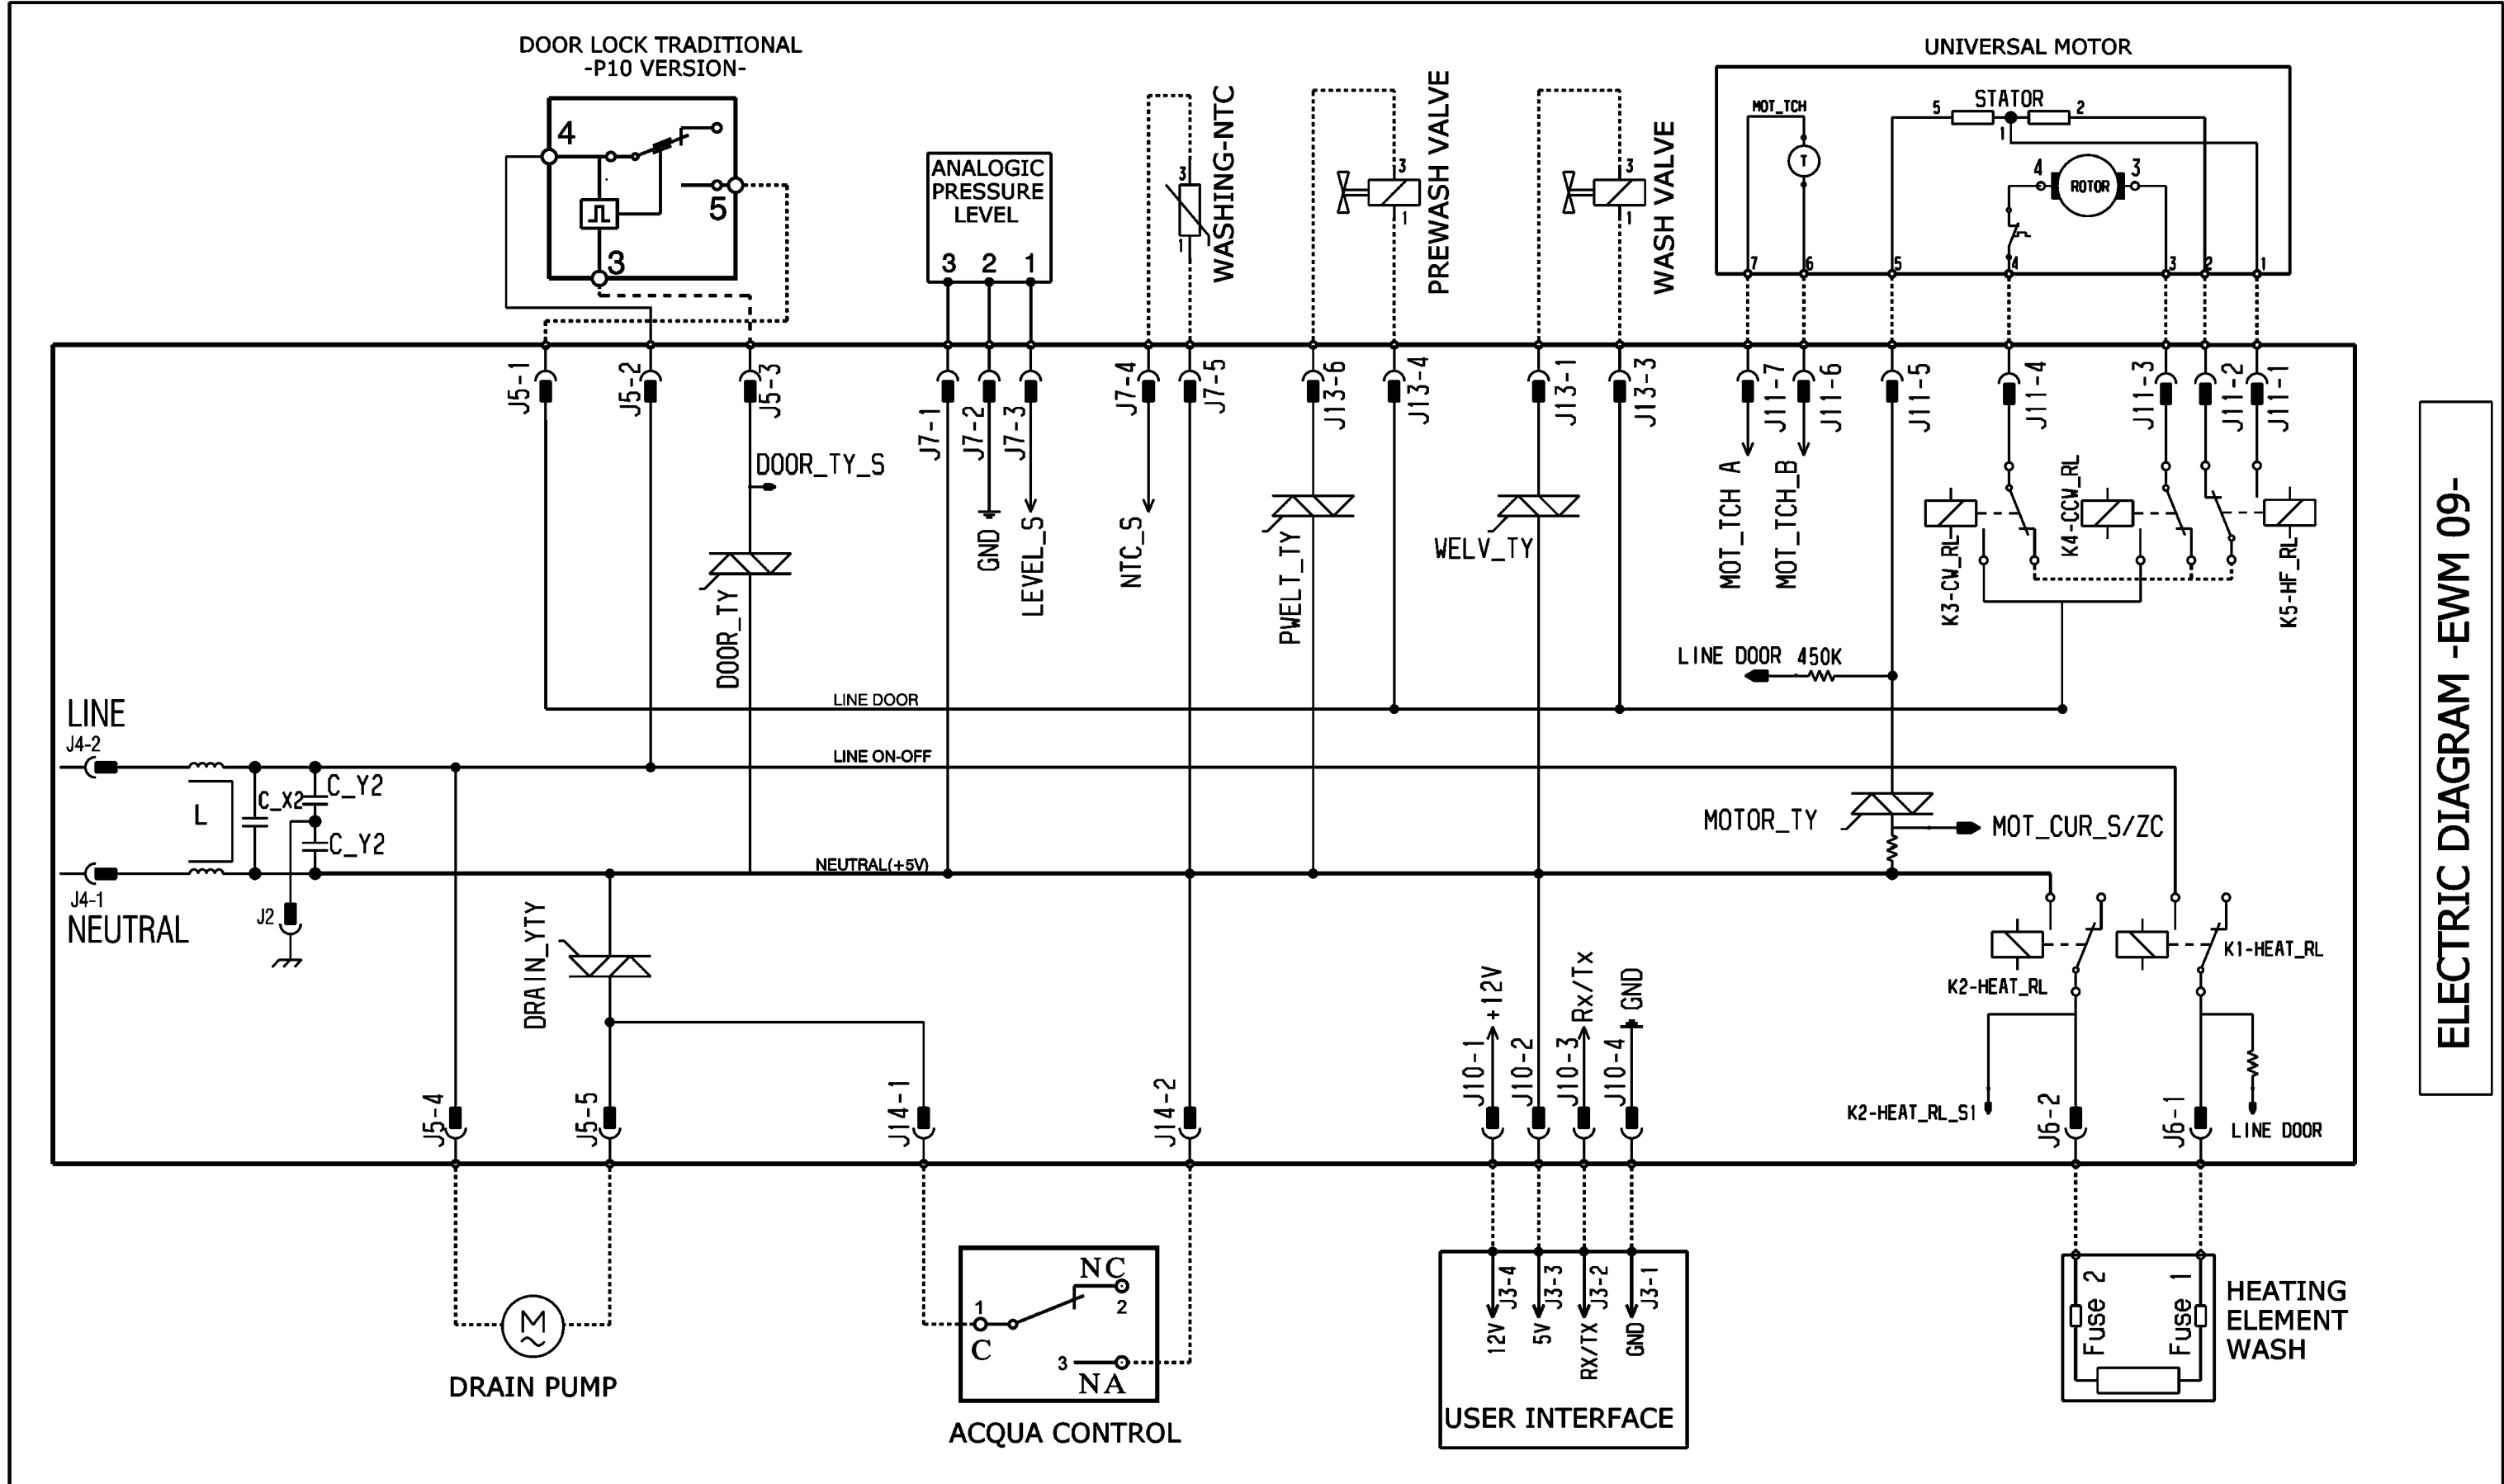 DOOR LOCK TRADITIONAL
-P10 VERSION-
4
5
3
ANALOGIC
PRESSURE
LEVEL
3 2 1
WASHING-NTC
3
1
PREWASH VALVE
3
1
WASH VALVE
3
1
UNIVERSAL MOTOR
MOT_TCH
T
5 STATOR 2
1
4 ROTOR 3
7 6 5 4 3 2 1
J5-1
J5-2
J5-3
J7-1
J7-2
J7-3
J7-4
J7-5
J13-6
J13-4
J13-1
J13-3
J11-7
J11-6
J11-5
J11-4
J11-3
J11-2
J11-1
DOOR_TY_S
DOOR_TY
GND
LEVEL_S
NTC_S
PWELT_TY
WELV_TY
MOT_TCH A
MOT_TCH_B
K3-CW_RL
K4-CCW_RL
K5-HF_RL
LINE DOOR 450K
LINE DOOR
LINE
J4-2
LINE ON-OFF
L
C_X2
C_Y2
C_Y2
MOTOR_TY
MOT_CUR_S/ZC
NEUTRAL(+5V)
J4-1
NEUTRAL
J2
DRAIN_YTY
+12V
Rx/Tx
GND
K2-HEAT_RL
K1-HEAT_RL
K2-HEAT_RL_S1
LINE DOOR
J5-4
J5-5
J14-1
J14-2
J10-1
J10-2
J10-3
J10-4
J6-2
J6-1
M
DRAIN PUMP
NC
1
2
C
3
NA
ACQUA CONTROL
J3-4
J3-3
J3-2
J3-1
12V
5V
RX/TX
GND
USER INTERFACE
Fuse 2
Fuse 1
HEATING
ELEMENT
WASH
ELECTRIC DIAGRAM -EWM 09-